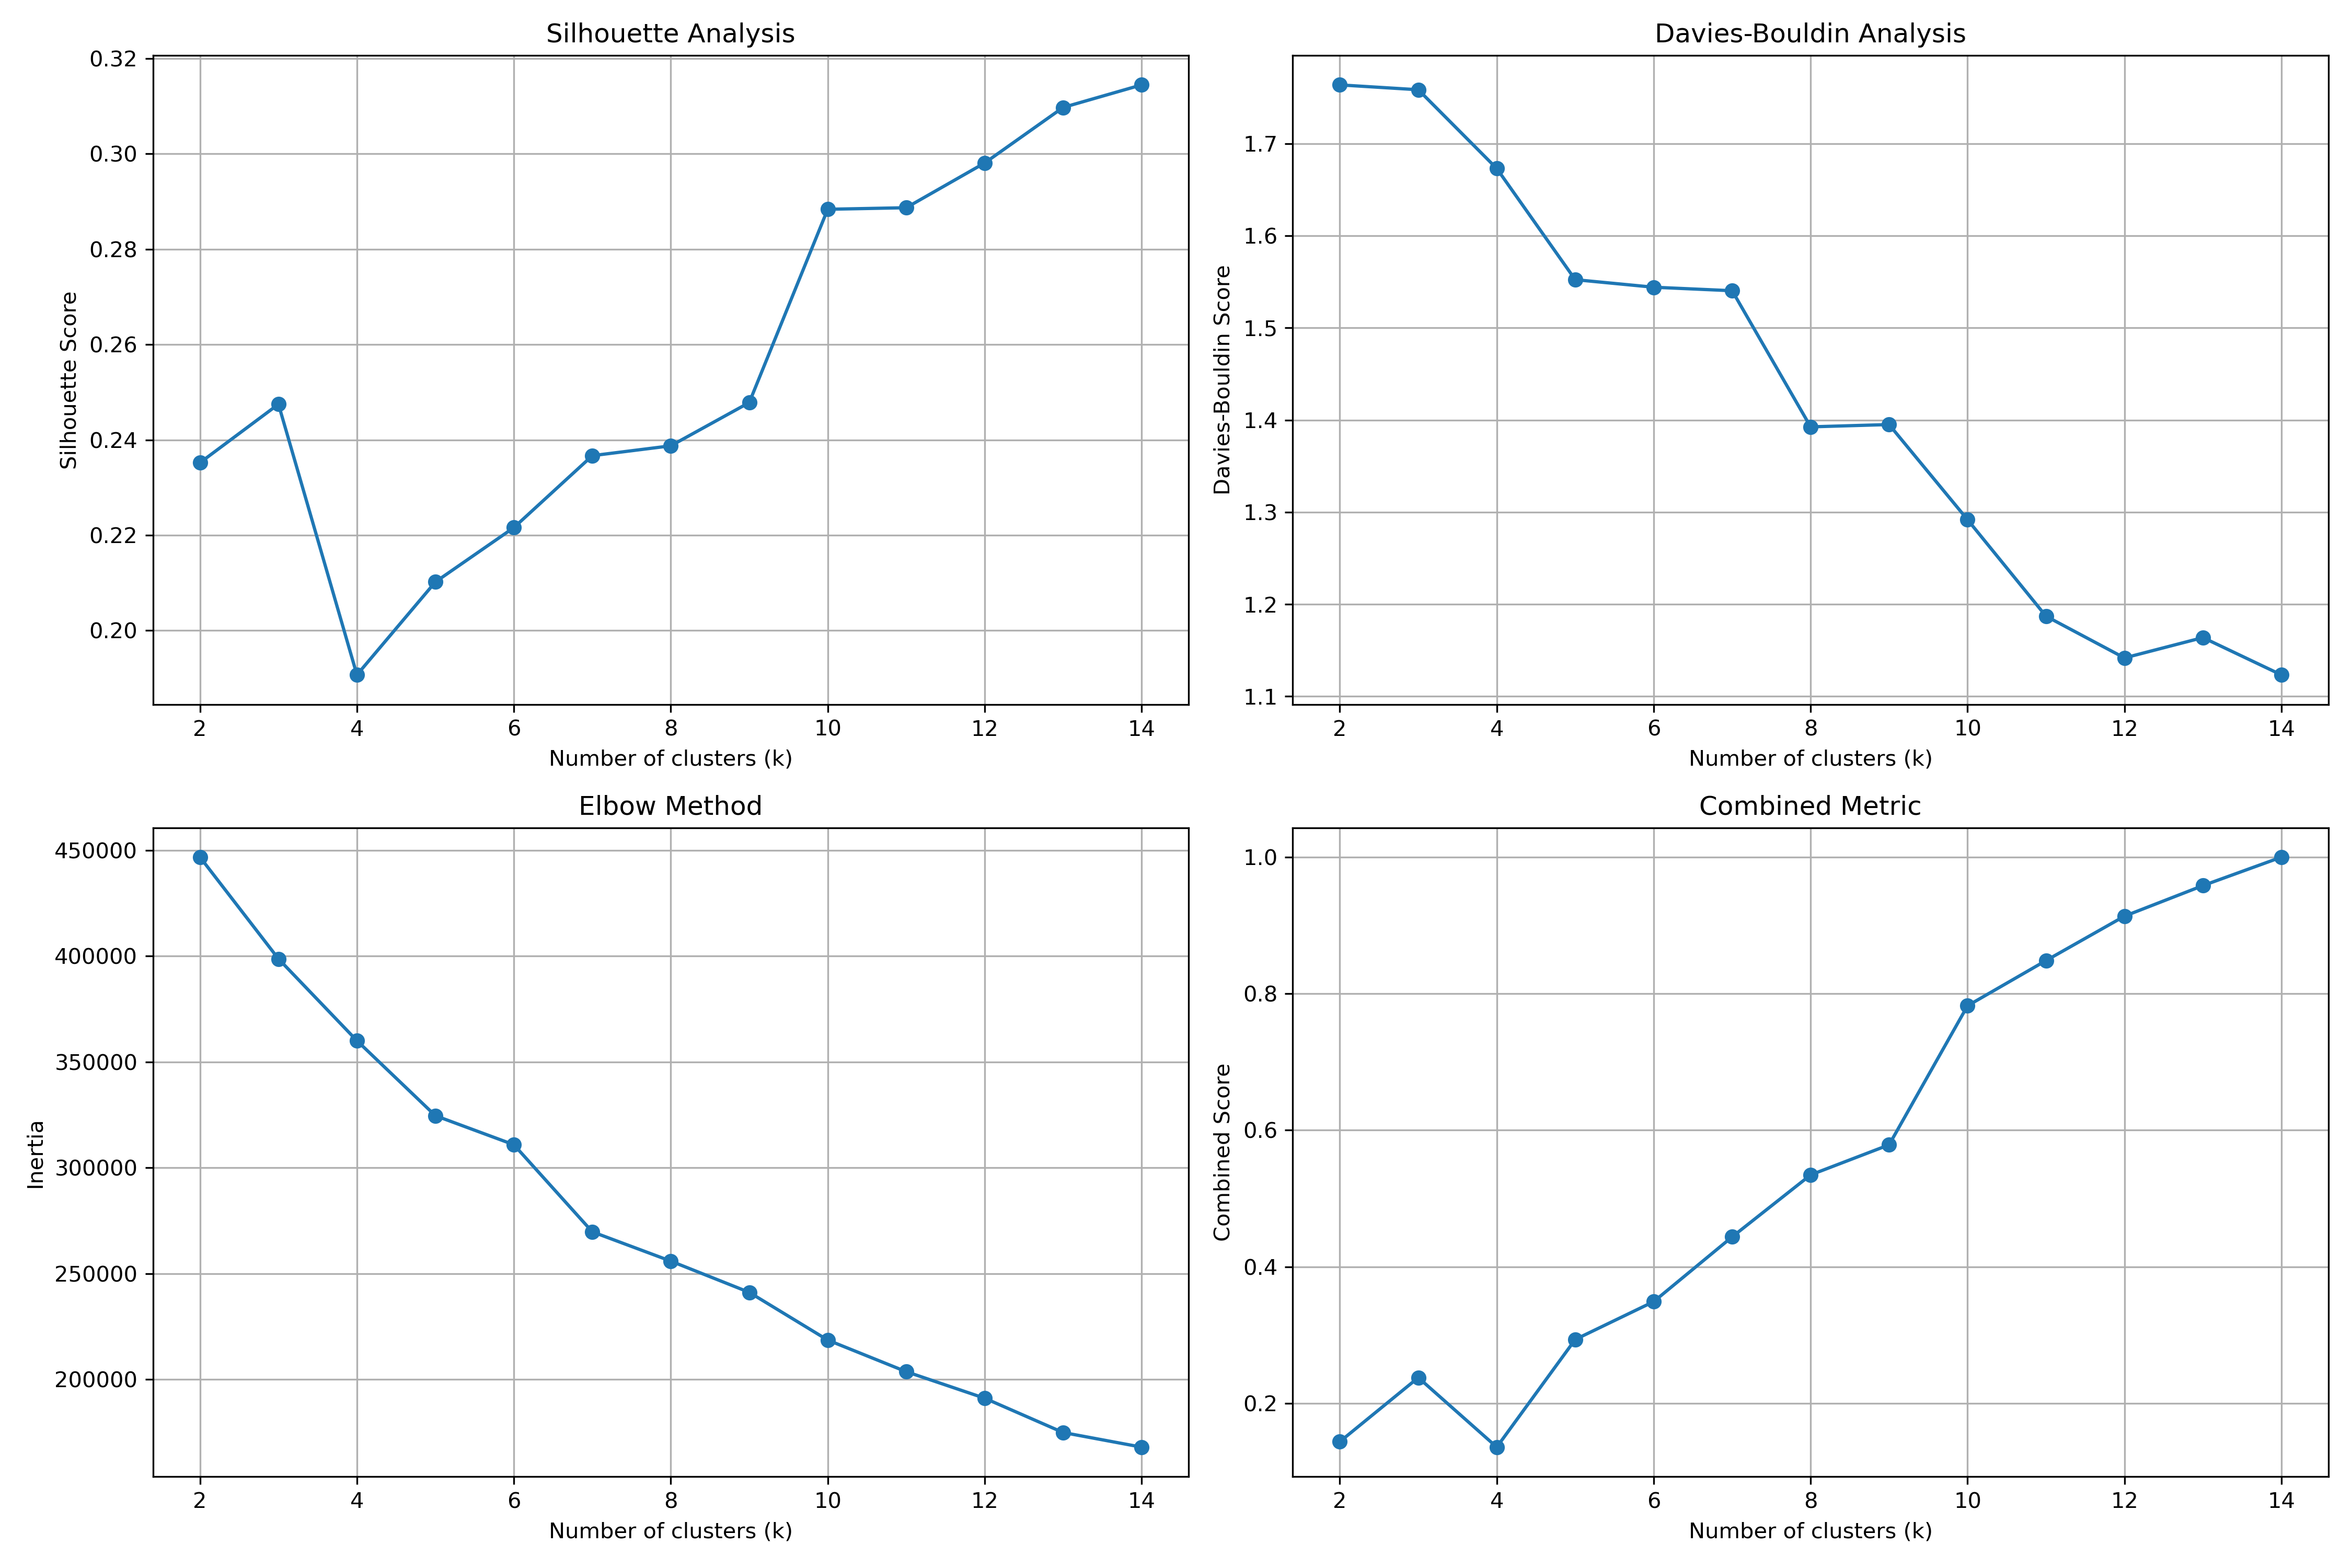 Silhouette Analysis
0.32
0.30
0.28
0.26
0.24
0.22
0.20
Silhouette Score
2 4 6 8 10 12 14
Number of clusters (k)
Davies-Bouldin Analysis
1.7
1.6
1.5
1.4
1.3
1.2
1.1
Davies-Bouldin Score
2 4 6 8 10 12 14
Number of clusters (k)
Elbow Method
450000
400000
350000
300000
250000
200000
Inertia
2 4 6 8 10 12 14
Number of clusters (k)
Combined Metric
1.0
0.8
0.6
0.4
0.2
Combined Score
2 4 6 8 10 12 14
Number of clusters (k)